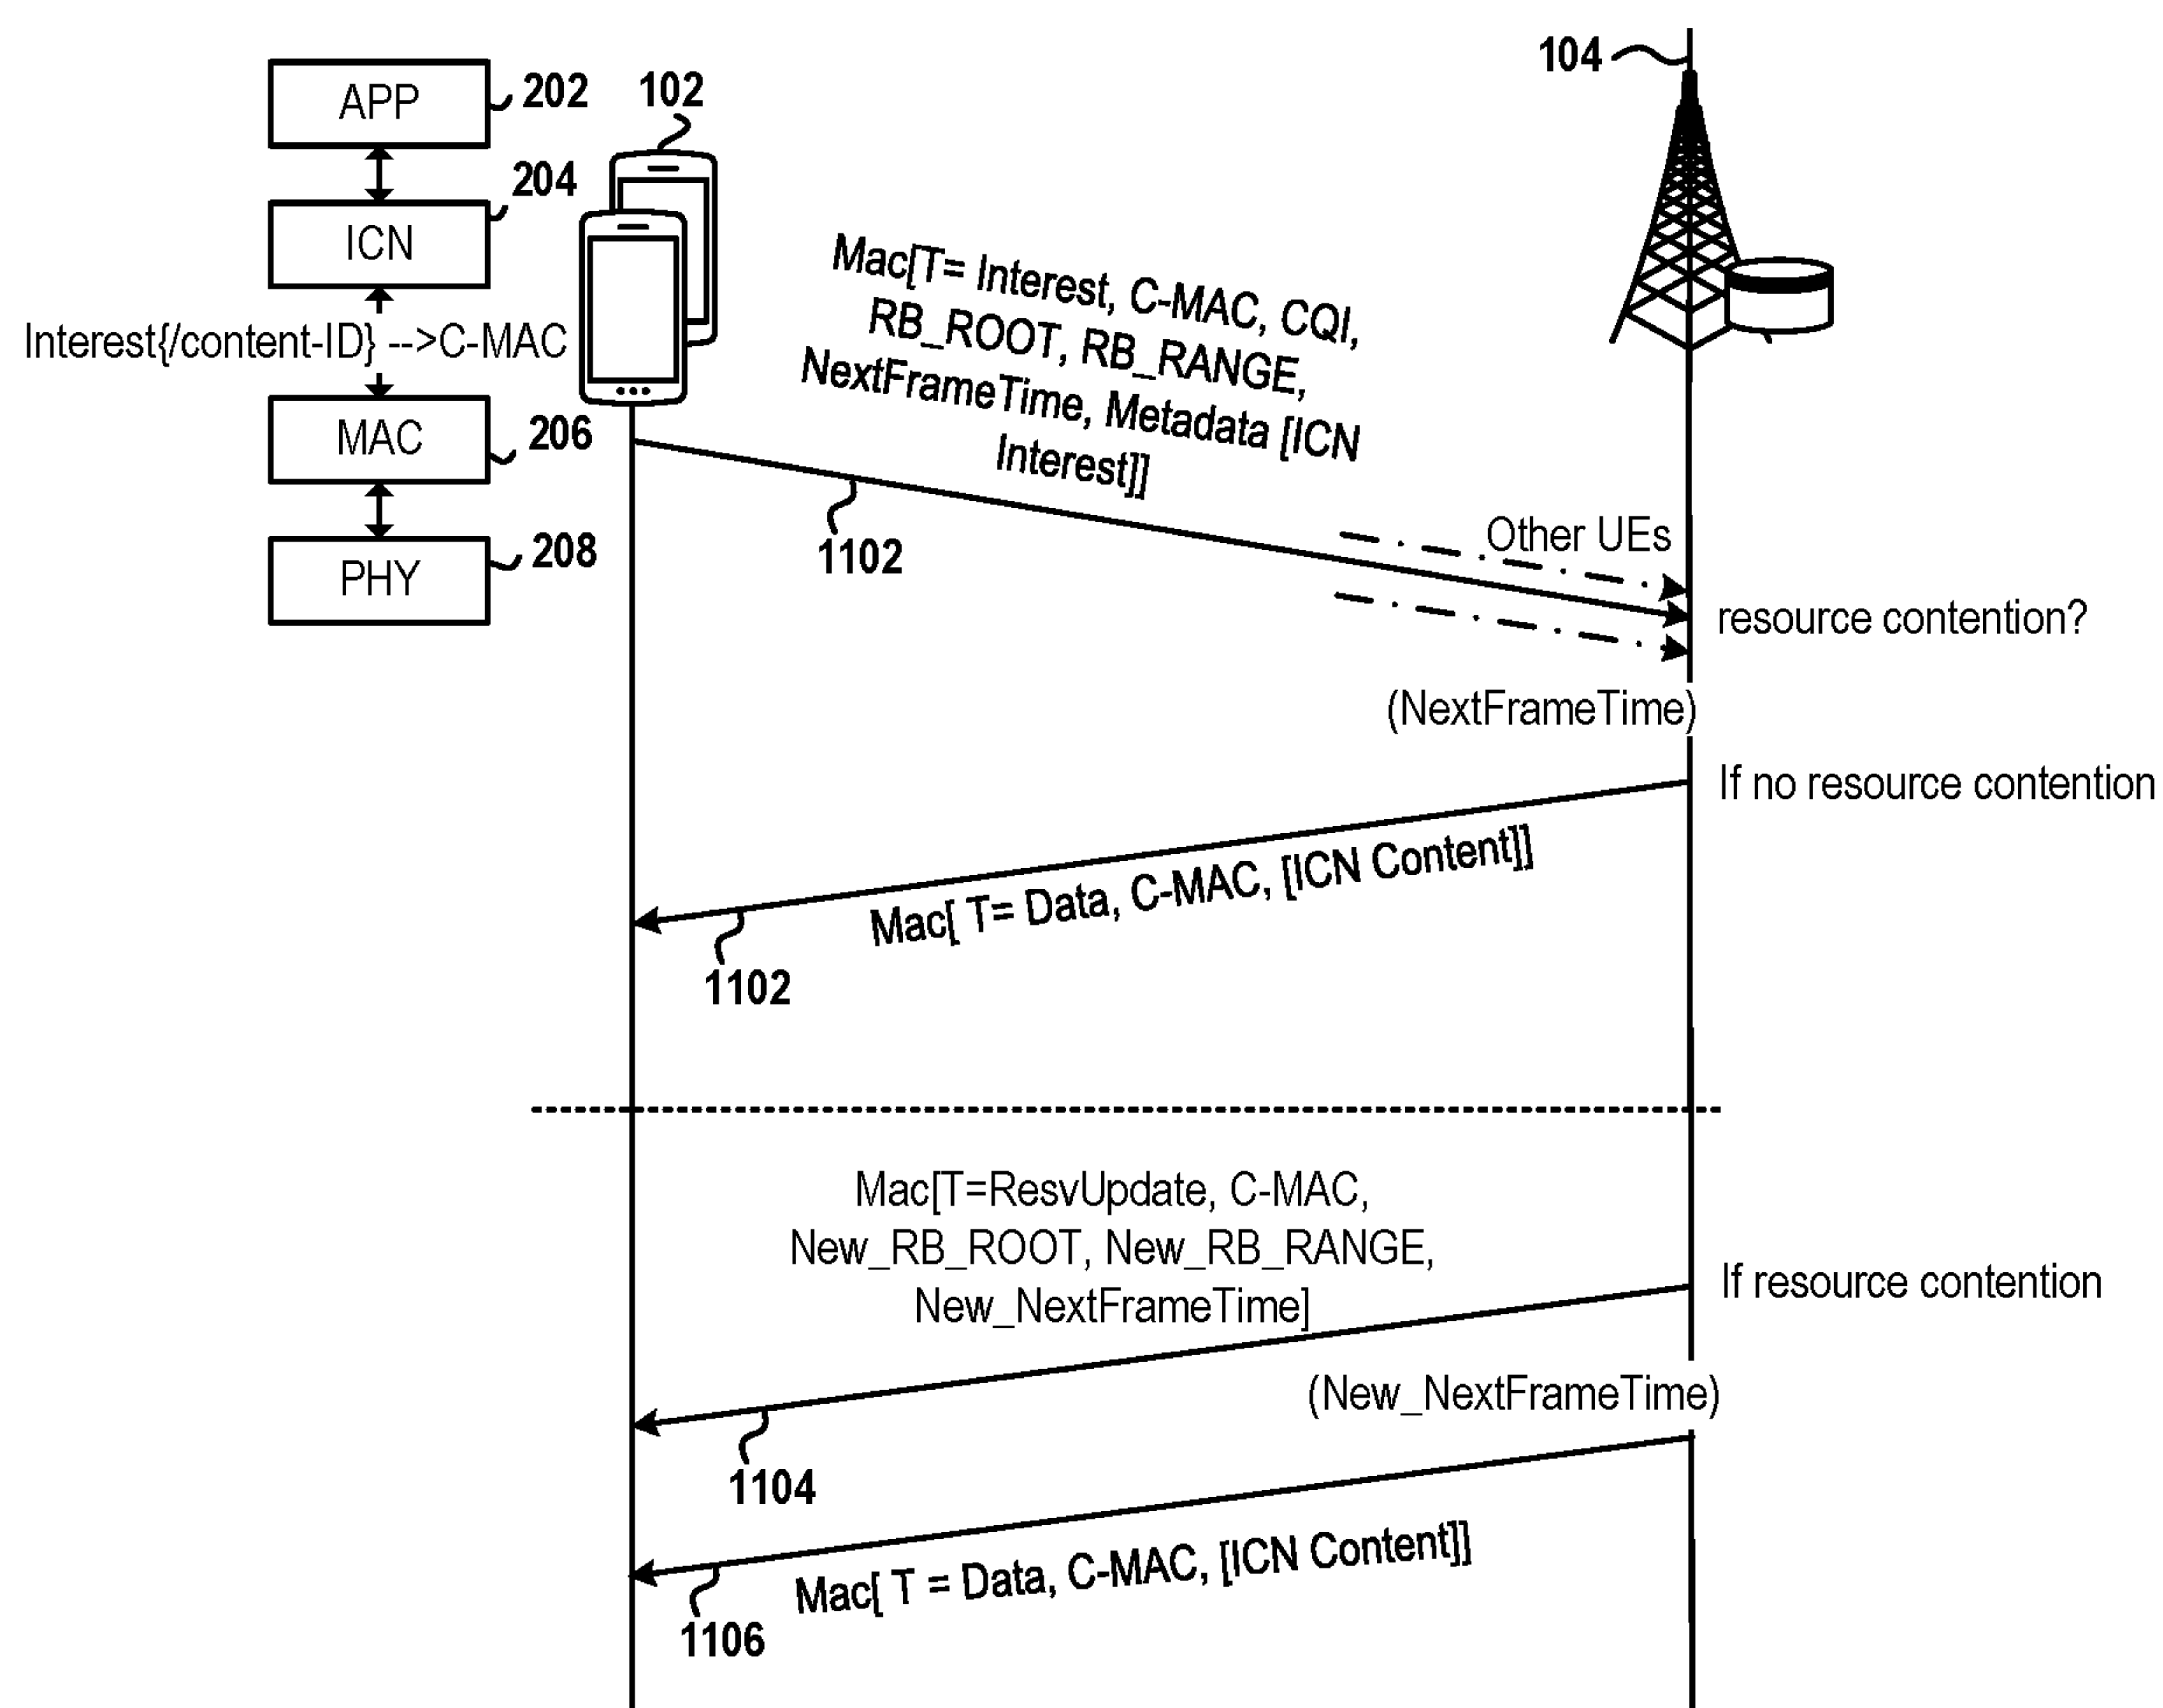 104
APP
202
102
204
ICN
Interest{/content-ID} -->C-MAC
MAC
206
PHY
208
Mac[T= Interest, C-MAC, CQI,
RB_ROOT, RB_RANGE,
NextFrameTime, Metadata [ICN
Interest]]
1102
Other UEs
resource contention?
(NextFrameTime)
If no resource contention
Mac[ T= Data, C-MAC, [ICN Content]]
1102
Mac[T=ResvUpdate, C-MAC,
New_RB_ROOT, New_RB_RANGE,
New_NextFrameTime]
If resource contention
(New_NextFrameTime)
1104
Mac[ T = Data, C-MAC, [ICN Content]]
1106